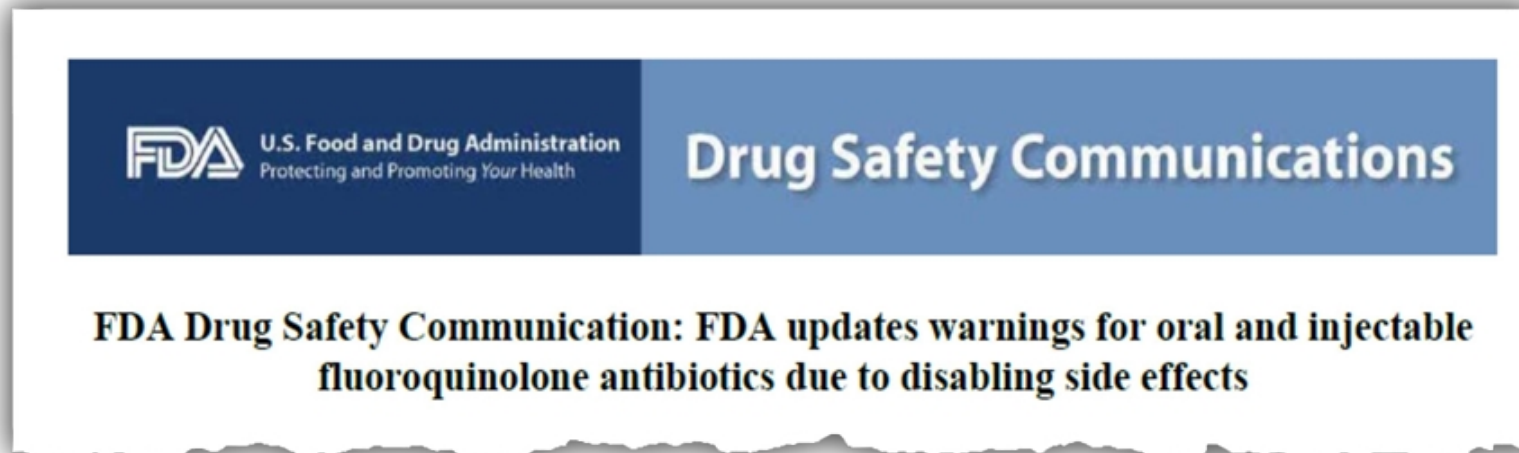 FDA U.S. Food and Drug Administration
Protecting and Promoting Your Health
Drug Safety Communications
FDA Drug Safety Communication: FDA updates warnings for oral and injectable
fluoroquinolone antibiotics due to disabling side effects